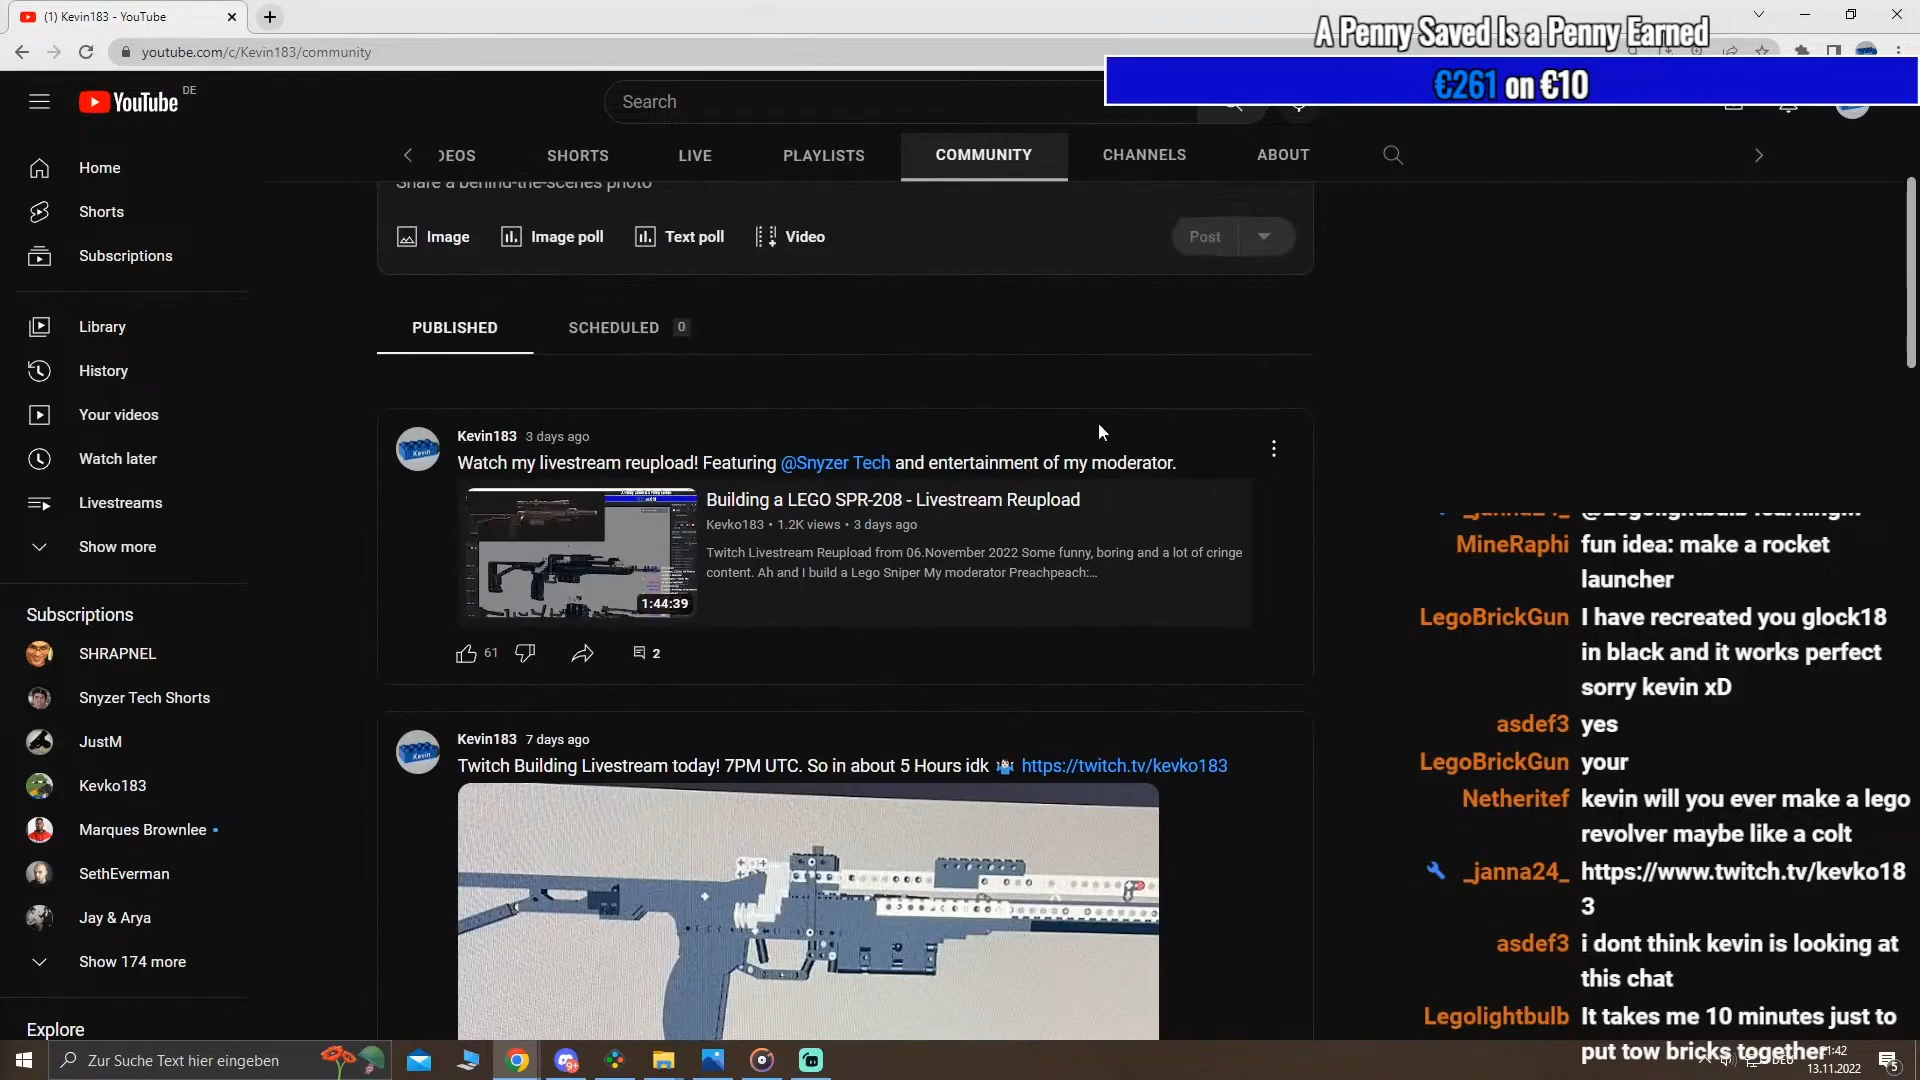 (1) Kevin183 - YouTube
A Penny Saved Is a Penny Earned
youtube.com/c/Kevin183/community
€261 on €10
YouTube DE
Search
DEOS
SHORTS
LIVE
PLAYLISTS
COMMUNITY
CHANNELS
ABOUT
Home
Shorts
Subscriptions
Library
History
Your videos
Watch later
Livestreams
Show more
Subscriptions
SHRAPNEL
Snyzer Tech Shorts
JustM
Kevko183
Marques Brownlee
SethEverman
Jay & Arya
Show 174 more
Explore
Share a behind-the-scenes photo
Image
Image poll
Text poll
Video
Post
PUBLISHED
SCHEDULED 0
Kevin183 3 days ago
Watch my livestream reupload! Featuring @Snyzer Tech and entertainment of my moderator.
Building a LEGO SPR-208 - Livestream Reupload
Kevko183 • 1.2K views • 3 days ago
Twitch Livestream Reupload from 06.November 2022 Some funny, boring and a lot of cringe
content. Ah and I build a Lego Sniper My moderator Preachpeach:...
1:44:39
61
2
Kevin183 7 days ago
Twitch Building Livestream today! 7PM UTC. So in about 5 Hours idk 🤷 https://twitch.tv/kevko183
MineRaphi fun idea: make a rocket
launcher
LegoBrickGun I have recreated you glock18
in black and it works perfect
sorry kevin xD
asdef3 yes
LegoBrickGun your
Netheritef kevin will you ever make a lego
revolver maybe like a colt
_janna24_ https://www.twitch.tv/kevko18
3
asdef3 i dont think kevin is looking at
this chat
Legolightbulb It takes me 10 minutes just to
put tow bricks together
Zur Suche Text hier eingeben
13.11.2022
5